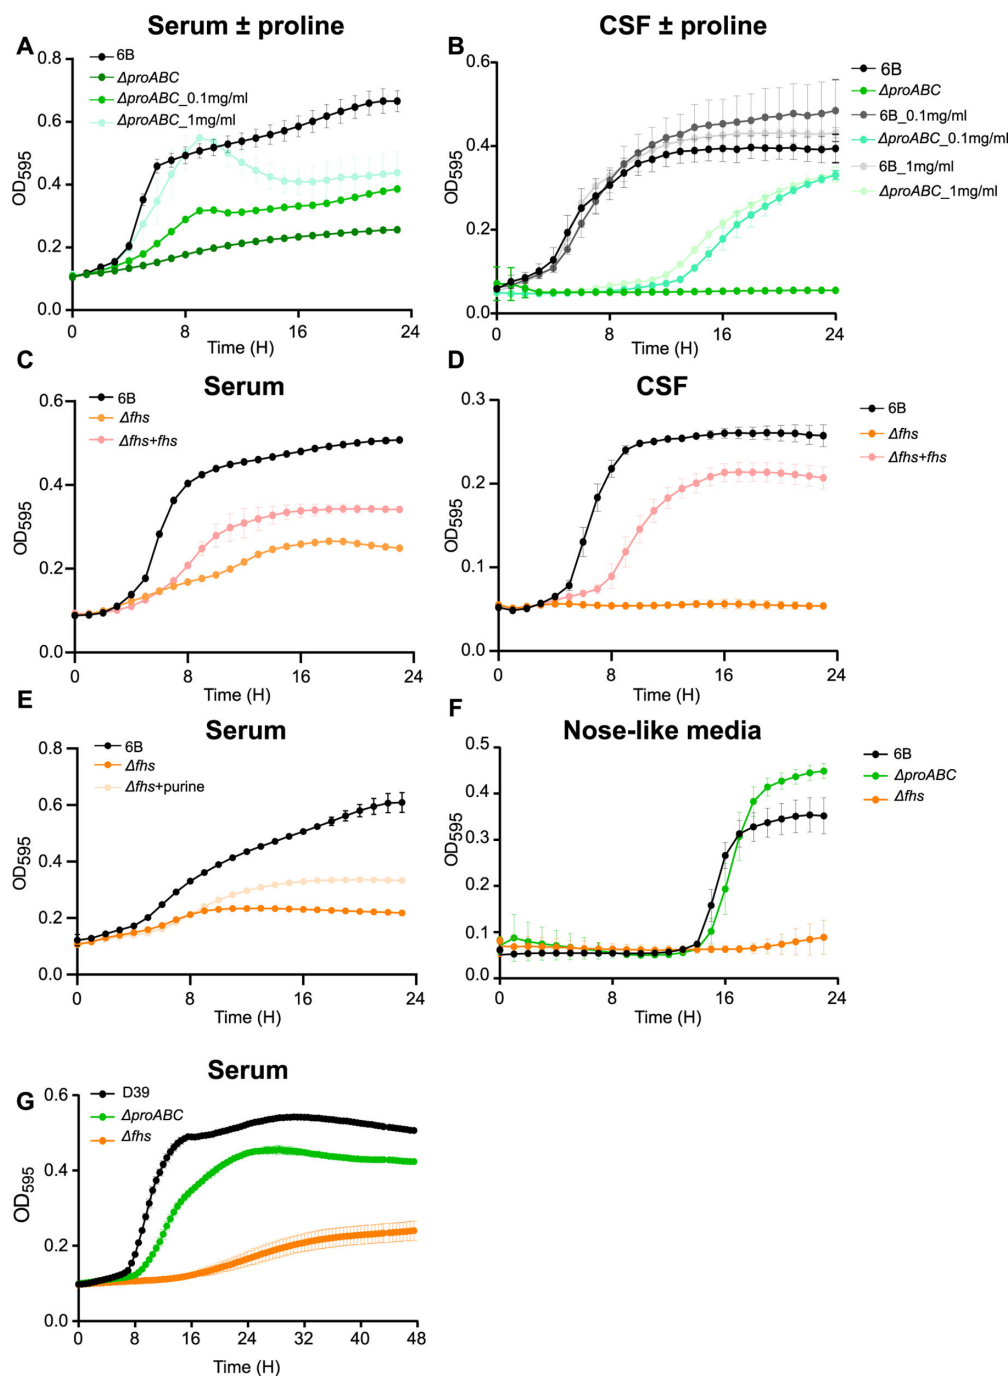 Serum ± proline
A
6B
ΔproABC
ΔproABC_0.1mg/ml
ΔproABC_1mg/ml
OD595
0.8
0.6
0.4
0.2
0.0
0
8
16
24
Time (H)
CSF ± proline
B
6B
ΔproABC
6B_0.1mg/ml
ΔproABC_0.1mg/ml
6B_1mg/ml
ΔproABC_1mg/ml
OD595
0.6
0.4
0.2
0.0
0
8
16
24
Time (H)
C
Serum
6B
Δfhs
Δfhs+fhs
OD595
0.6
0.4
0.2
0.0
0
8
16
24
Time (H)
D
CSF
6B
Δfhs
Δfhs+fhs
OD595
0.3
0.2
0.1
0.0
0
8
16
24
Time (H)
E
Serum
6B
Δfhs
Δfhs+purine
OD595
0.8
0.6
0.4
0.2
0.0
0
8
16
24
Time (H)
F
Nose-like media
6B
ΔproABC
Δfhs
OD595
0.5
0.4
0.3
0.2
0.1
0.0
0
8
16
24
Time (H)
Serum
G
D39
ΔproABC
Δfhs
OD595
0.6
0.4
0.2
0.0
0
8
16
24
32
40
48
Time (H)